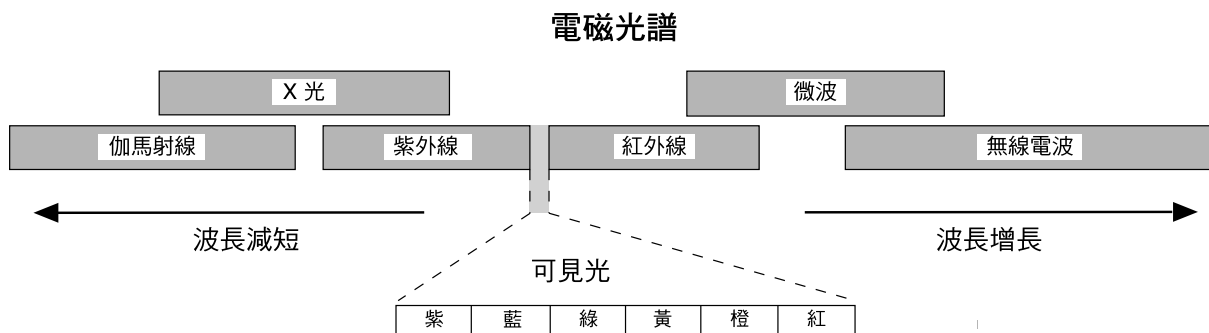 電磁光譜
X 光
微波
伽馬射線
紫外線
紅外線
無線電波
波長減短
波長增長
可見光
紫 藍 綠 黃 橙 紅